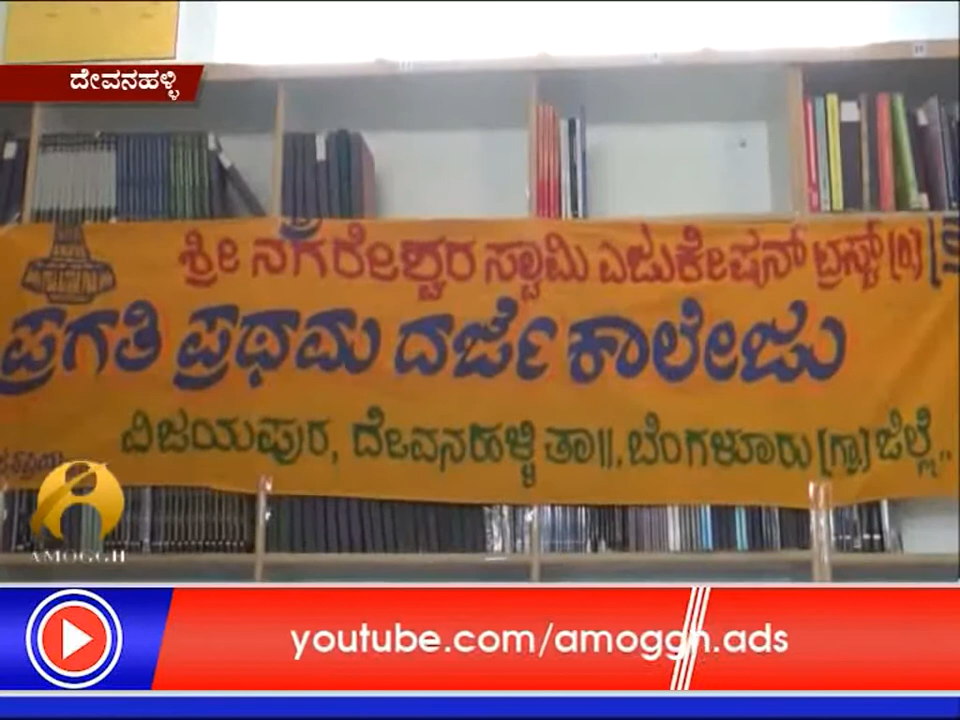 ದೇವನಹಳ್ಳಿ
ಶ್ರೀ ನಗರೇಶ್ವರ ಸ್ವಾಮಿ ಎಜುಕೇಷನ್ ಟ್ರಸ್ಟ್ (ರಿ)
ಪ್ರಗತಿ ಪ್ರಥಮ ದರ್ಜೆ ಕಾಲೇಜು
ವಿಜಯಪುರ, ದೇವನಹಳ್ಳಿ ತಾ||. ಬೆಂಗಳೂರು (ಗ್ರಾ) ಜಿಲ್ಲೆ..
AMOGGH
youtube.com/amoggh.ads